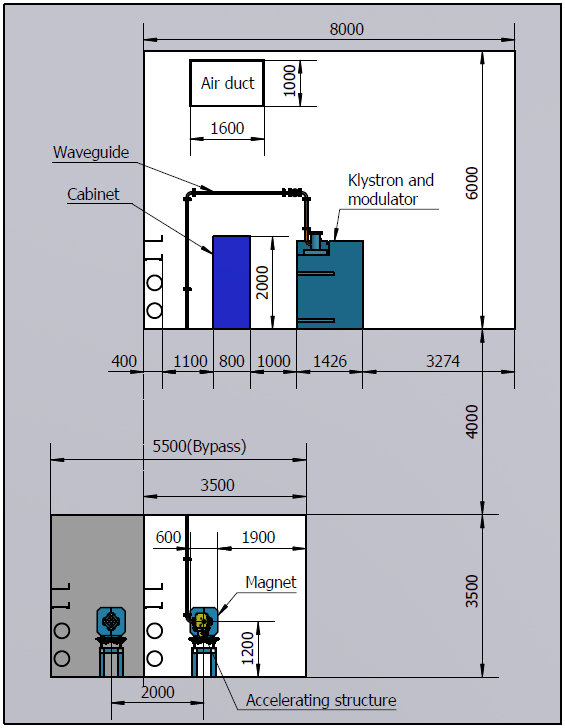 8000
Air duct
1000
1600
Waveguide
Cabinet
Klystron and
modulator
6000
2000
400
1100
800
1000
1426
3274
4000
5500(Bypass)
3500
600
1900
Magnet
3500
1200
2000
Accelerating structure